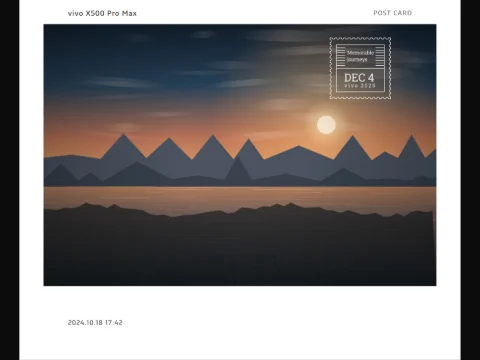 vivo X500 Pro Max
POST CARD
Memorable
journeys
DEC 4
vivo 2025
2024.10.18 17:42